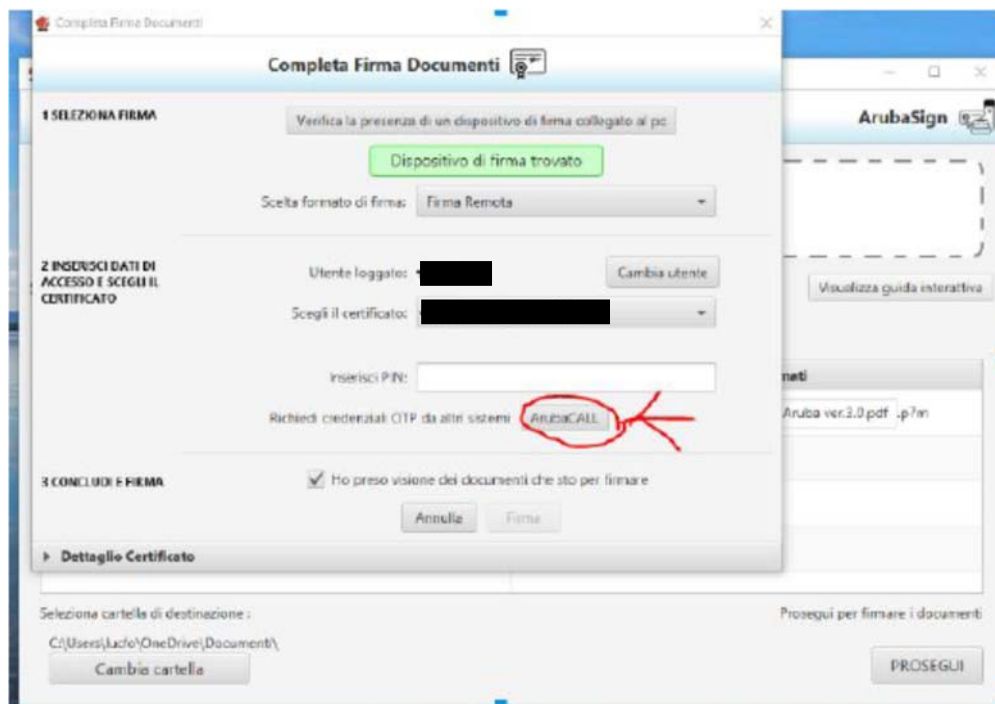 Completa Firma Documenti
Completa Firma Documenti
1 SELEZIONA FIRMA
Verifica la presenza di un dispositivo di firma collegato al pc
Dispositivo di firma trovato
Scelta formato di firma: Firma Remota
2 INSERISCI DATI DI ACCESSO E SCEGLI IL CERTIFICATO
Utente loggato:
Cambia utente
Scegli il certificato:
Inserisci PIN:
Richiedi credenziali OTP da altri sistemi ArubaCALL
3 CONCLUDI E FIRMA
Ho preso visione dei documenti che sto per firmare
Annulla
Firma
Dettaglio Certificato
ArubaSign
Visualizza guida interattiva
mati
Aruba ver.3.0.pdf .p7m
Seleziona cartella di destinazione :
Prosegui per firmare i documenti
C:\Users\lucfo\OneDrive\Documenti\
Cambia cartella
PROSEGUI